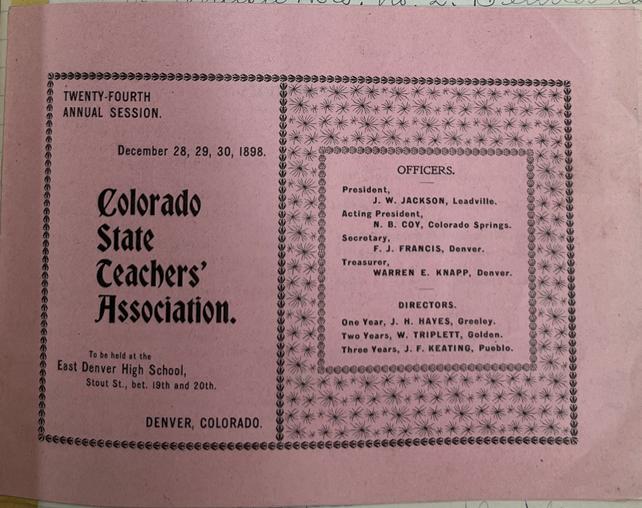 TWENTY-FOURTH
ANNUAL SESSION.
December 28, 29, 30, 1898.
Colorado
State
Teachers'
Association.
To be held at the
East Denver High School,
Stout St., bet. 19th and 20th.
DENVER, COLORADO.
OFFICERS.
President,
J. W. JACKSON, Leadville.
Acting President,
N. B. COY, Colorado Springs.
Secretary,
F. J. FRANCIS, Denver.
Treasurer,
WARREN E. KNAPP, Denver.
DIRECTORS.
One Year, J. H. HAYES, Greeley.
Two Years, W. TRIPLETT, Golden.
Three Years, J. F. KEATING, Pueblo.